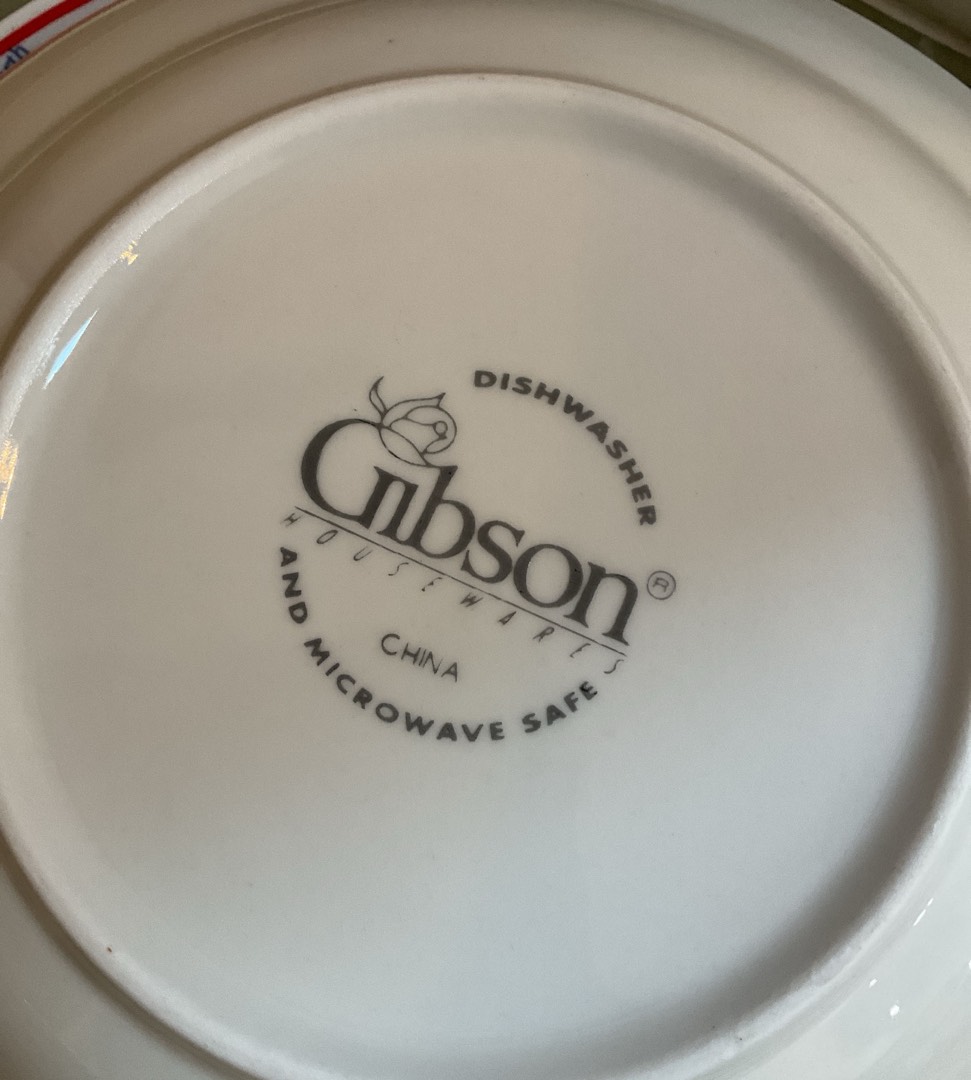 DISHWASHER
Gibson®
HOUSEWARES
CHINA
AND MICROWAVE SAFE